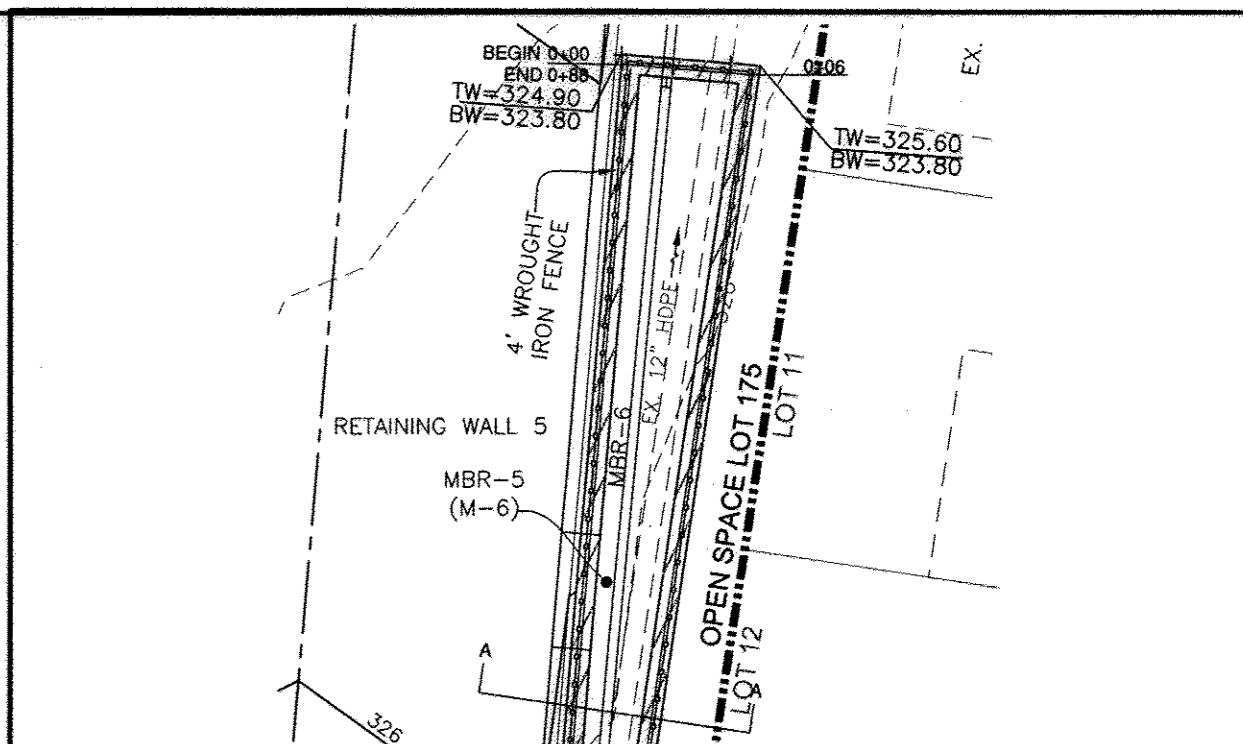 BEGIN 0+00
END 0+88
TW=324.90
BW=323.80
0+06
TW=325.60
BW=323.80
EX.
4' WROUGHT
IRON FENCE
EX. 12" HDPE
RETAINING WALL 5
MBR-6
MBR-5
(M-6)
OPEN SPACE LOT 175
LOT 11
LOT 12
A
A
326